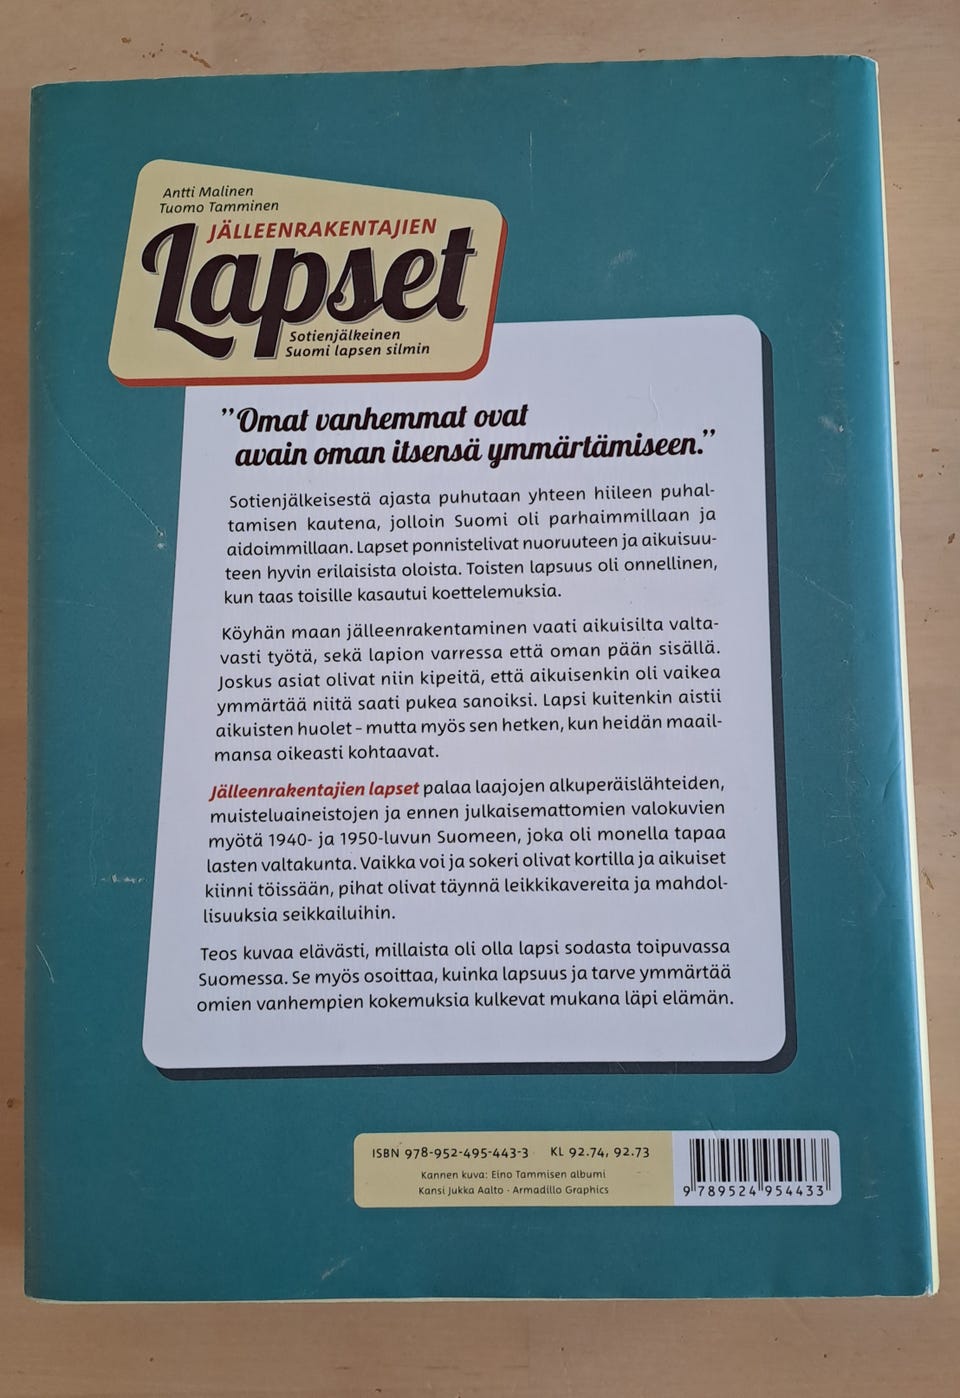 Antti Malinen
Tuomo Tamminen
JÄLLEENRAKENTAJIEN
Lapset
Sotienjälkeinen
Suomi lapsen silmin
”Omat vanhemmat ovat
avain oman itsensä ymmärtämiseen.”
Sotienjälkeisestä ajasta puhutaan yhteen hiileen puhal-
tamisen kautena, jolloin Suomi oli parhaimmillaan ja
aidoimmillaan. Lapset ponnistelivat nuoruuteen ja aikuisuu-
teen hyvin erilaisista oloista. Toisten lapsuus oli onnellinen,
kun taas toisille kasautui koettelemuksia.
Köyhän maan jälleenrakentaminen vaati aikuisilta valta-
vasti työtä, sekä lapion varressa että oman pään sisällä.
Joskus asiat olivat niin kipeitä, että aikuisenkin oli vaikea
ymmärtää niitä saati pukea sanoiksi. Lapsi kuitenkin aistii
aikuisten huolet – mutta myös sen hetken, kun heidän maail-
mansa oikeasti kohtaavat.
Jälleenrakentajien lapset palaa laajojen alkuperäislähteiden,
muisteluaineistojen ja ennen julkaisemattomien valokuvien
myötä 1940- ja 1950-luvun Suomeen, joka oli monella tapaa
lasten valtakunta. Vaikka voi ja sokeri olivat kortilla ja aikuiset
kiinni töissään, pihat olivat täynnä leikkikavereita ja mahdol-
lisuuksia seikkailuihin.
Teos kuvaa elävästi, millaista oli olla lapsi sodasta toipuvassa
Suomessa. Se myös osoittaa, kuinka lapsuus ja tarve ymmärtää
omien vanhempien kokemuksia kulkevat mukana läpi elämän.
ISBN 978-952-495-443-3 KL 92.74, 92.73
Kannen kuva: Eino Tammisen albumi
Kansi Jukka Aalto · Armadillo Graphics
9 789524 954433